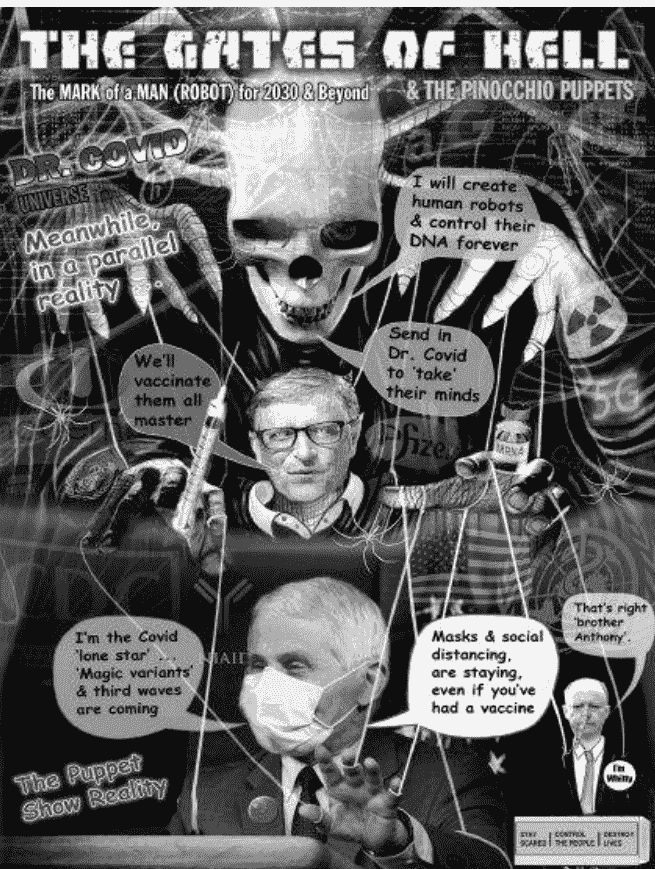 THE GATES OF HELL
The MARK of a MAN (ROBOT) for 2030 & Beyond
& THE PINOCCHIO PUPPETS
DR. COVID
UNIVERSE
Meanwhile,
in a parallel
reality . . .
I will create
human robots
& control their
DNA forever
Send in
Dr. Covid
to 'take'
their minds
We'll
vaccinate
them all
master
5G
fize
CDC
NIAID
I'm the Covid
'lone star' ...
'Magic variants'
& third waves
are coming
Masks & social
distancing,
are staying,
even if you've
had a vaccine
That's right
'brother
Anthony'.
I'm
Whitty
The Puppet
Show Reality
STAY
SCARED
CONTROL
THE PEOPLE
DESTROY
LIVES